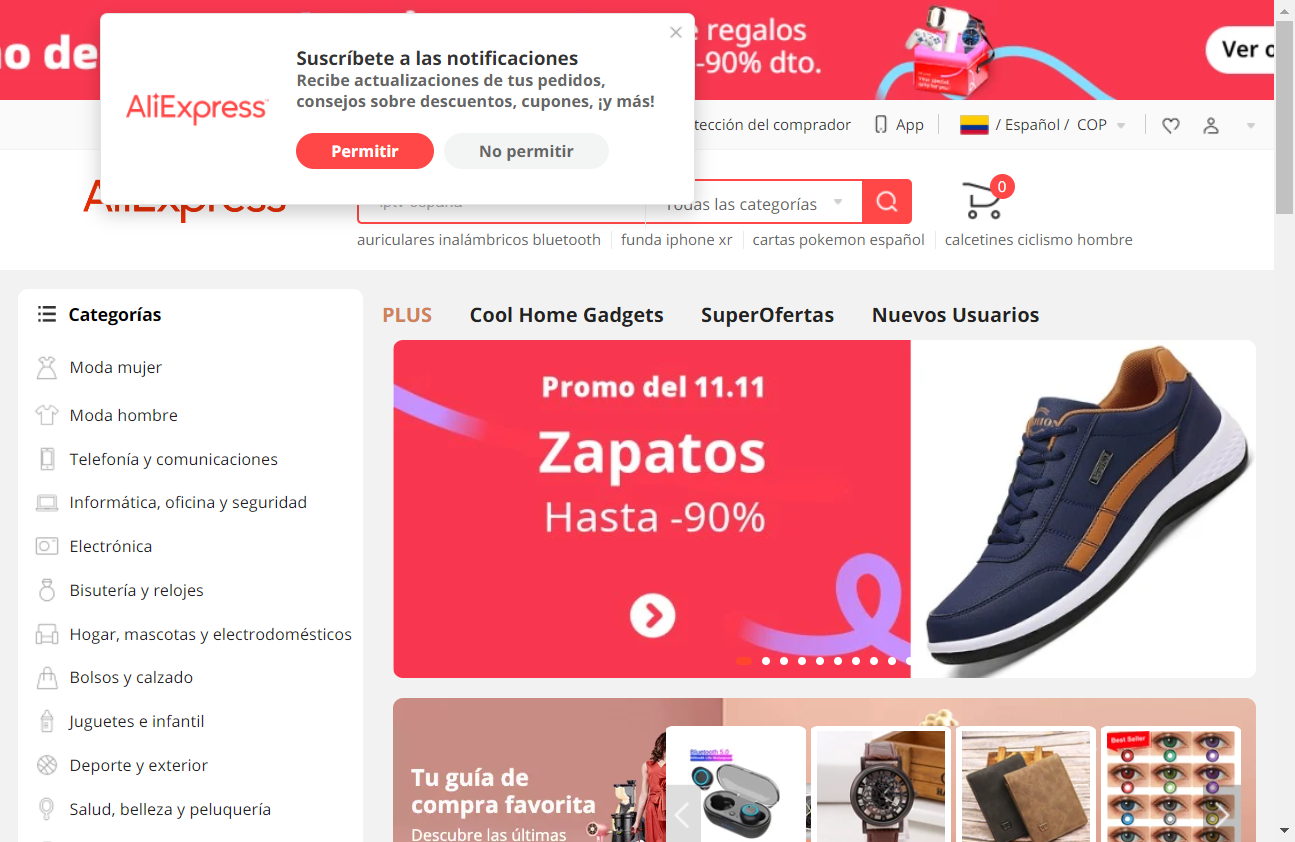 no de
e regalos
-90% dto.
Ver o
Suscríbete a las notificaciones
Recibe actualizaciones de tus pedidos,
consejos sobre descuentos, cupones, ¡y más!
AliExpress
Permitir
No permitir
tección del comprador
App
/ Español / COP
AliExpress
iptv españa
Todas las categorías
0
auriculares inalámbricos bluetooth
funda iphone xr
cartas pokemon español
calcetines ciclismo hombre
Categorías
Moda mujer
Moda hombre
Telefonía y comunicaciones
Informática, oficina y seguridad
Electrónica
Bisutería y relojes
Hogar, mascotas y electrodomésticos
Bolsos y calzado
Juguetes e infantil
Deporte y exterior
Salud, belleza y peluquería
PLUS
Cool Home Gadgets
SuperOfertas
Nuevos Usuarios
Promo del 11.11
Zapatos
Hasta -90%
Tu guía de
compra favorita
Descubre las últimas
Bluetooth 5.0
Best Seller